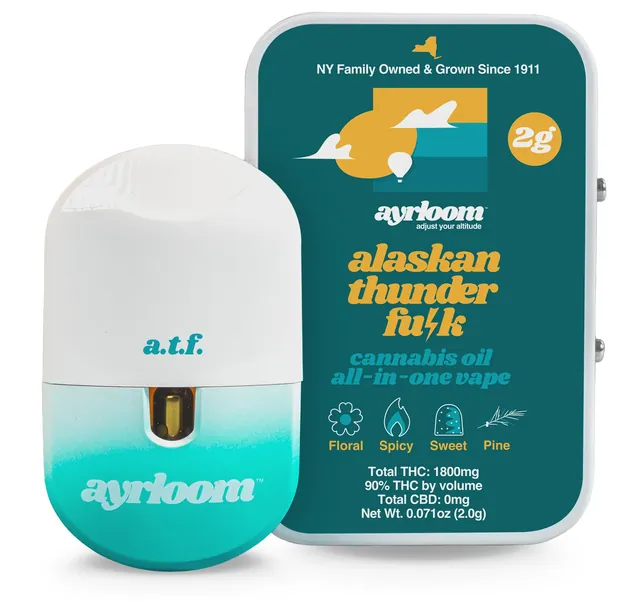 NY Family Owned & Grown Since 1911
2g
ayrloom™
adjust your altitude
alaskan
thunder
fu⚡k
cannabis oil
all-in-one vape
Floral Spicy Sweet Pine
Total THC: 1800mg
90% THC by volume
Total CBD: 0mg
Net Wt. 0.071oz (2.0g)
a.t.f.
ayrloom™